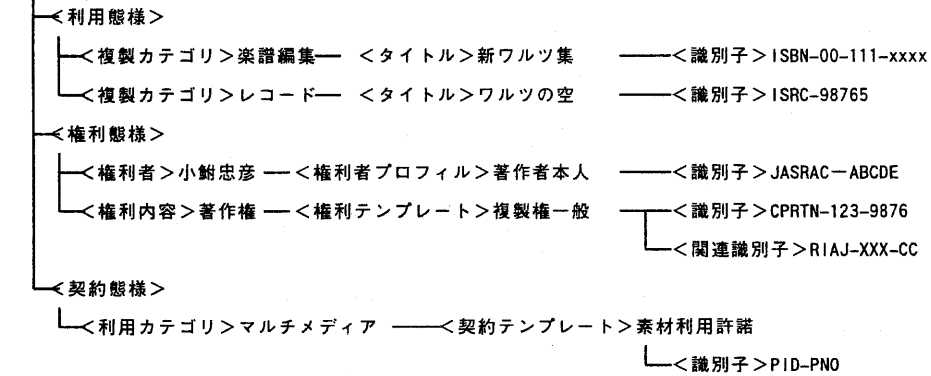 <利用態様>
<複製カテゴリ>楽譜編集 <タイトル>新ワルツ集 <識別子>ISBN-00-111-xxxx
<複製カテゴリ>レコード <タイトル>ワルツの空 <識別子>ISRC-98765
<権利態様>
<権利者>小鮒忠彦 <権利者プロフィル>著作者本人 <識別子>JASRAC-ABCDE
<権利内容>著作権 <権利テンプレート>複製権一般 <識別子>CPRTN-123-9876
<関連識別子>RIAJ-XXX-CC
<契約態様>
<利用カテゴリ>マルチメディア <契約テンプレート>素材利用許諾
<識別子>PID-PNO